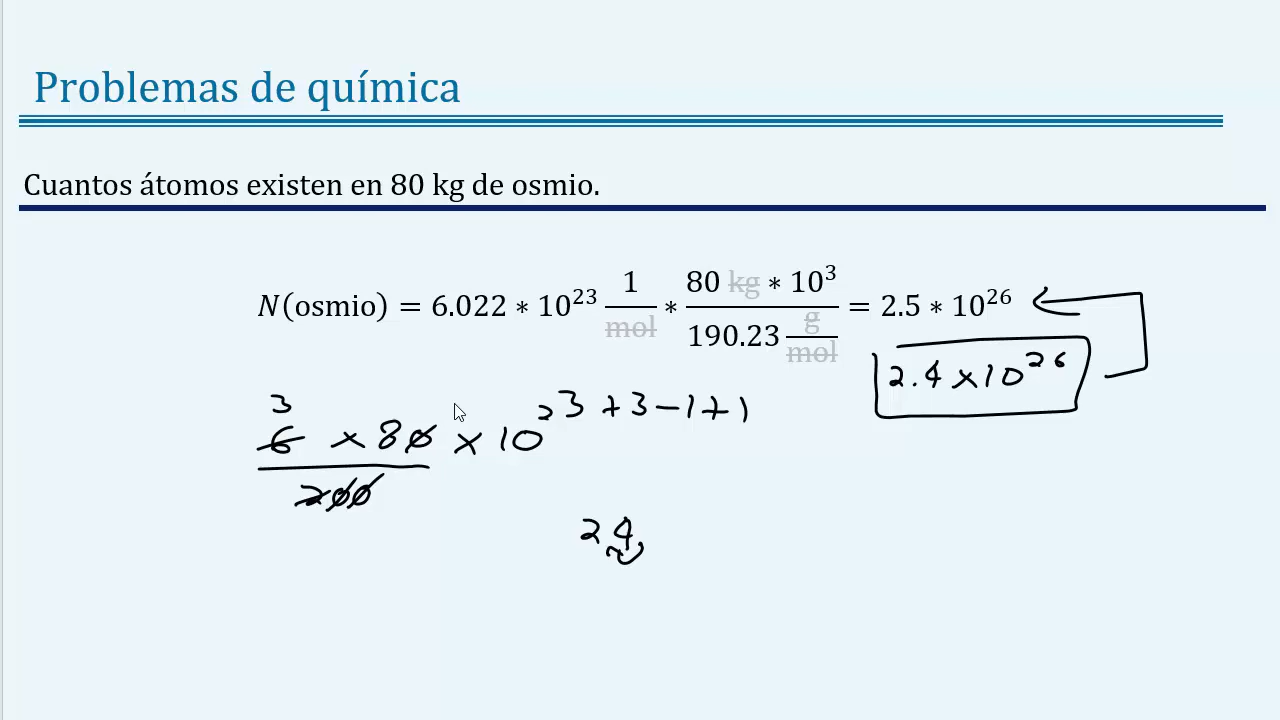 Problemas de química
Cuantos átomos existen en 80 kg de osmio.
N(osmio) = 6.022 * 10^23 1/mol * (80 kg * 10^3)/(190.23 g/mol) = 2.5 * 10^26
2.4 x 10^26
3
6 x 80 x 10^23 + 3 - 1 + 1
200
24.